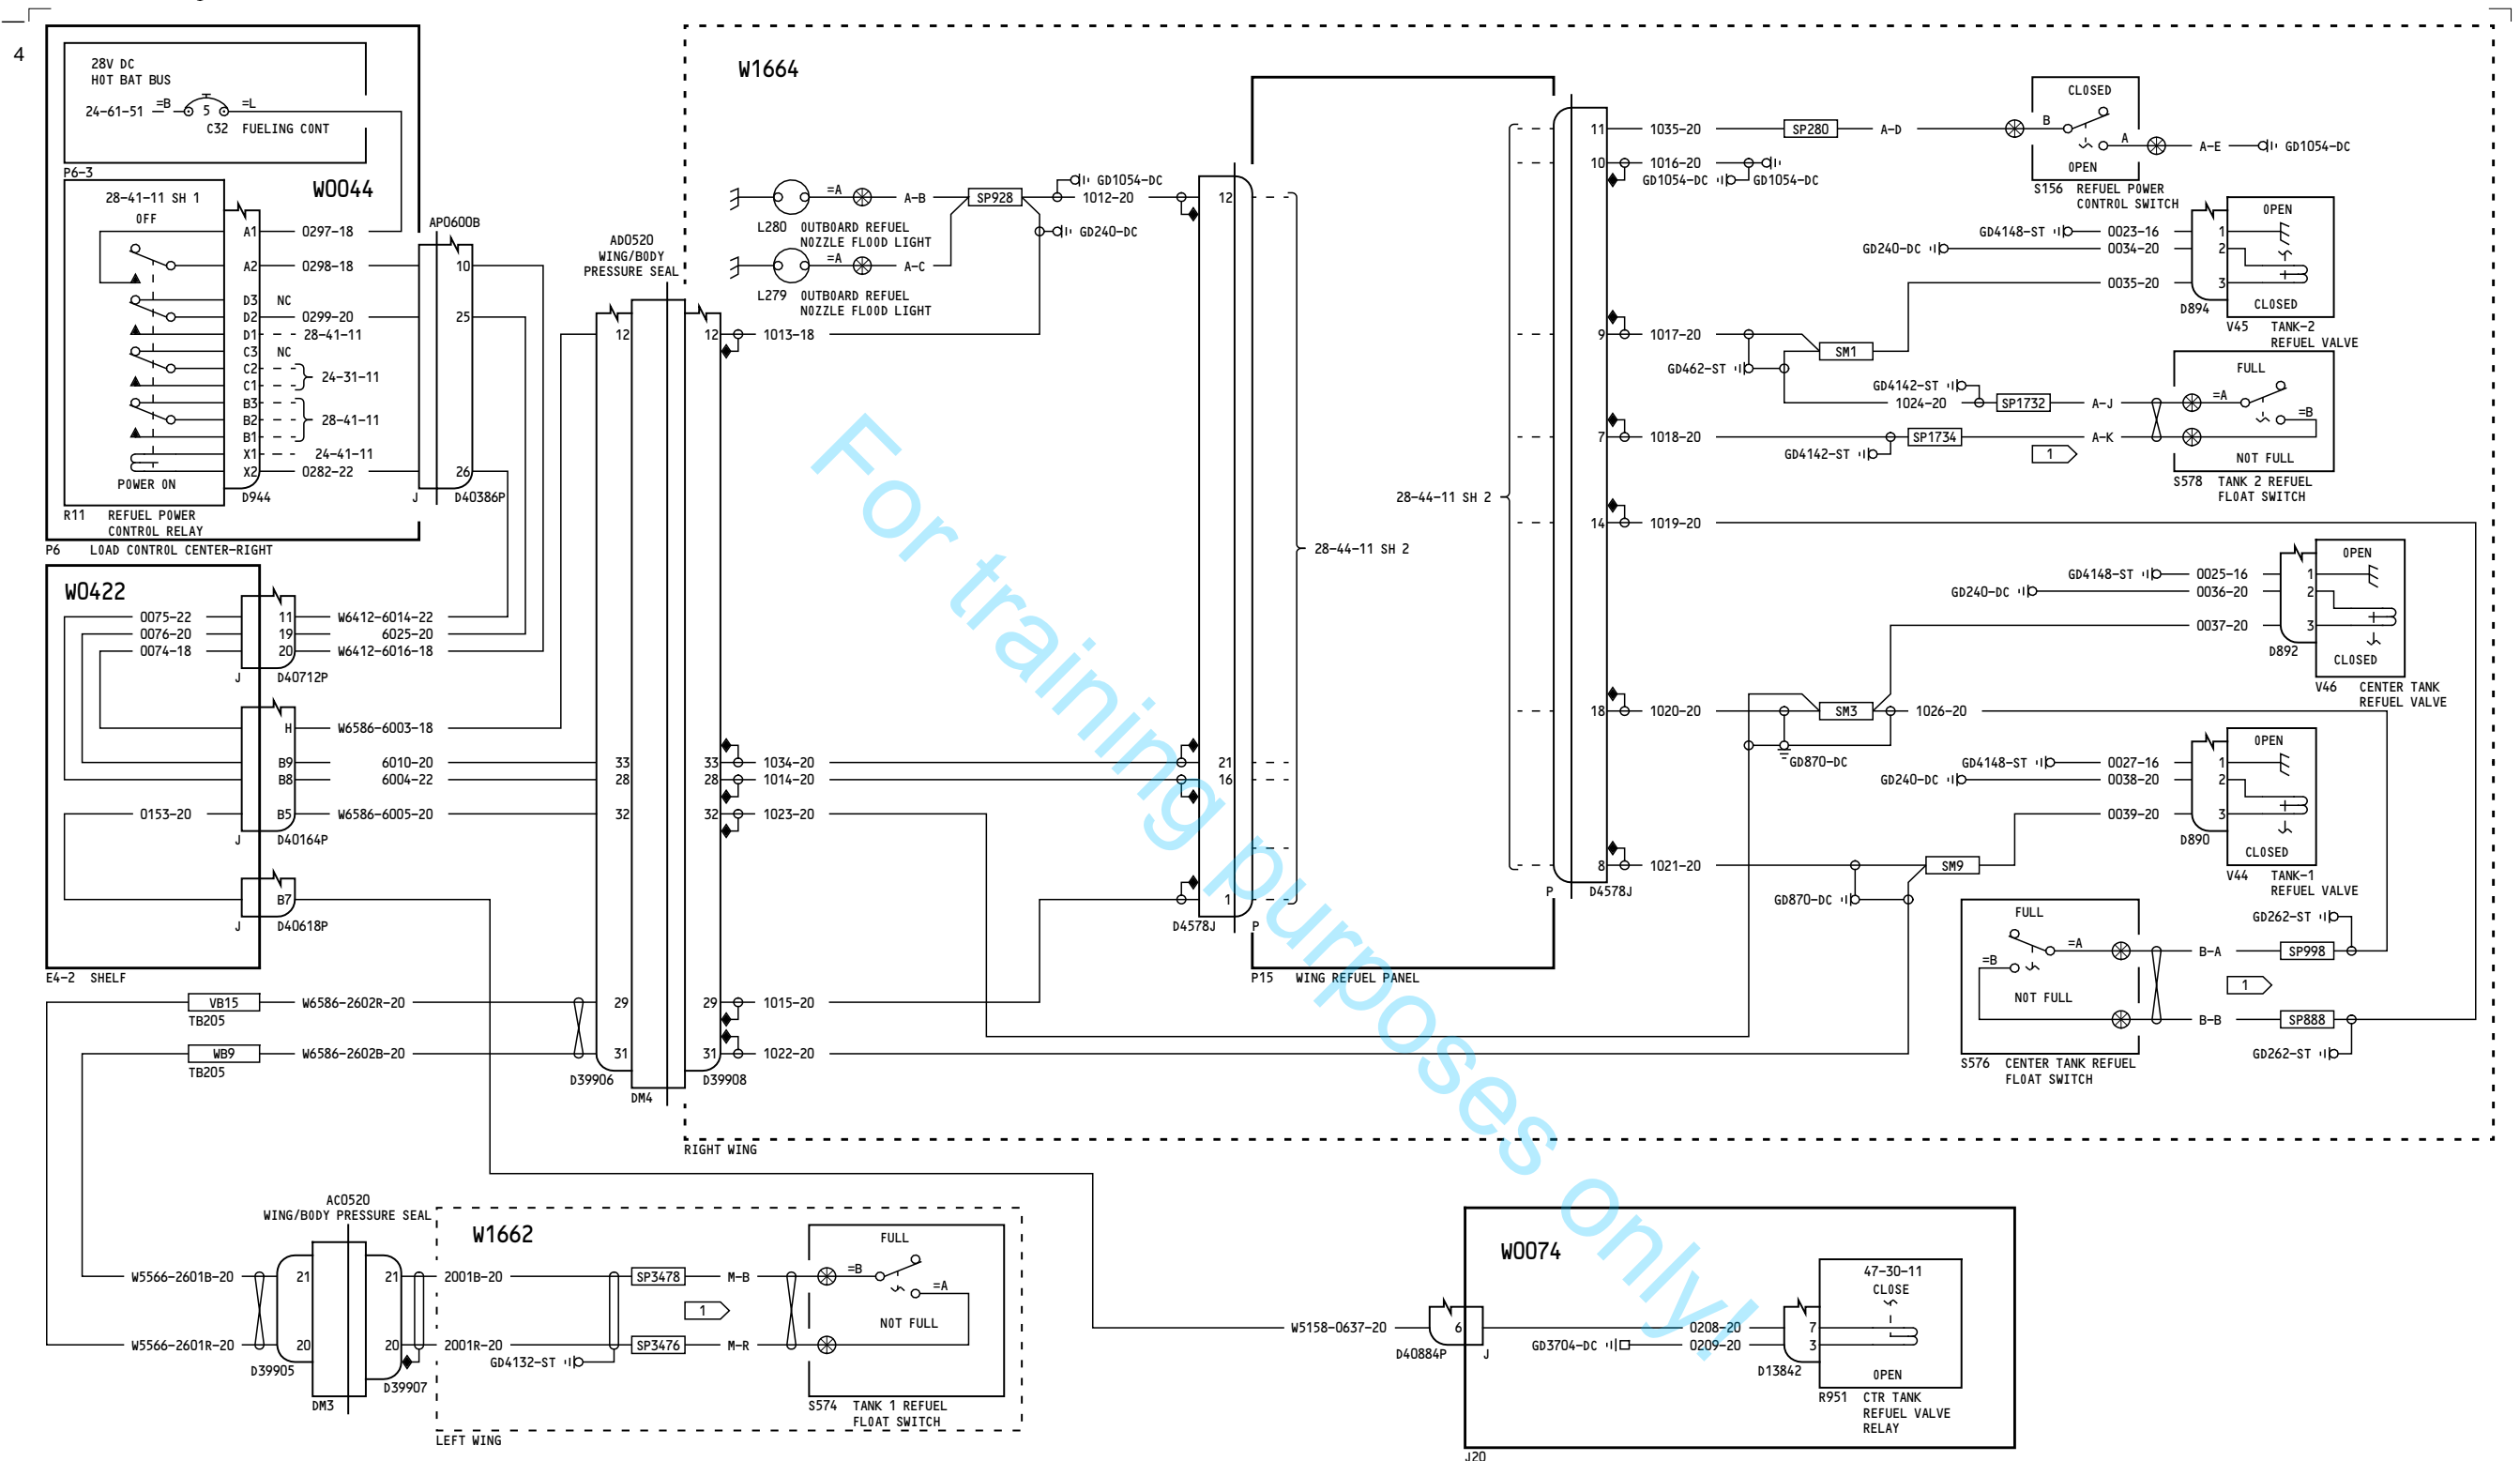 4
28V DC
HOT BAT BUS
24-61-51 =B 5 =L
C32 FUELING CONT
P6-3
W0044
28-41-11 SH 1
OFF
A1 0297-18
A2 0298-18
D3 NC
D2 0299-20
D1 28-41-11
C3 NC
C2
C1
24-31-11
B3
B2
B1
28-41-11
X1 24-41-11
X2 0282-22
POWER ON
D944
R11 REFUEL POWER
CONTROL RELAY
P6 LOAD CONTROL CENTER-RIGHT
AP0600B
10
25
26
J D40386P
W0422
0075-22 11 W6412-6014-22
0076-20 19 6025-20
0074-18 20 W6412-6016-18
J D40712P
H W6586-6003-18
B9 6010-20
B8 6004-22
0153-20 B5 W6586-6005-20
J D40164P
B7
J D40618P
E4-2 SHELF
VB15 W6586-2602R-20
TB205
WB9 W6586-2602B-20
TB205
AD0520
WING/BODY
PRESSURE SEAL
12
33
28
32
29
31
D39906
DM4
12 1013-18
33 1034-20
28 1014-20
32 1023-20
29 1015-20
31 1022-20
D39908
RIGHT WING
W1664
=A A-B SP928
L280 OUTBOARD REFUEL
NOZZLE FLOOD LIGHT
=A A-C
L279 OUTBOARD REFUEL
NOZZLE FLOOD LIGHT
GD1054-DC
1012-20
GD240-DC
12
21
16
1
D4578J P
28-44-11 SH 2
28-44-11 SH 2
P15 WING REFUEL PANEL
P D4578J
11 1035-20 SP280 A-D
10 1016-20
GD1054-DC GD1054-DC
CLOSED
B
A
OPEN
A-E GD1054-DC
S156 REFUEL POWER
CONTROL SWITCH
9 1017-20
SM1
GD462-ST
GD4142-ST
1024-20 SP1732 A-J
7 1018-20 SP1734 A-K
GD4142-ST
1
GD4148-ST 0023-16 1
GD240-DC 0034-20 2
0035-20 3
D894
OPEN
CLOSED
V45 TANK-2
REFUEL VALVE
FULL
=A
=B
NOT FULL
S578 TANK 2 REFUEL
FLOAT SWITCH
14 1019-20
GD4148-ST 0025-16 1
GD240-DC 0036-20 2
0037-20 3
D892
OPEN
CLOSED
V46 CENTER TANK
REFUEL VALVE
18 1020-20 SM3 1026-20
GD870-DC
GD4148-ST 0027-16 1
GD240-DC 0038-20 2
0039-20 3
D890
OPEN
CLOSED
V44 TANK-1
REFUEL VALVE
8 1021-20 SM9
GD870-DC
FULL
=A
=B
NOT FULL
S576 CENTER TANK REFUEL
FLOAT SWITCH
GD262-ST
B-A SP998
1
B-B SP888
GD262-ST
AC0520
WING/BODY PRESSURE SEAL
W5566-2601B-20 21
W5566-2601R-20 20
D39905
DM3
21 2001B-20
20 2001R-20
D39907
W1662
SP3478 M-B
1
SP3476 M-R
GD4132-ST
FULL
=B
=A
NOT FULL
S574 TANK 1 REFUEL
FLOAT SWITCH
LEFT WING
W0074
W5158-0637-20 6
D40884P J
0208-20 7
GD3704-DC 0209-20 3
D13842
47-30-11
CLOSE
OPEN
R951 CTR TANK
REFUEL VALVE
RELAY
J20
For training purposes only!